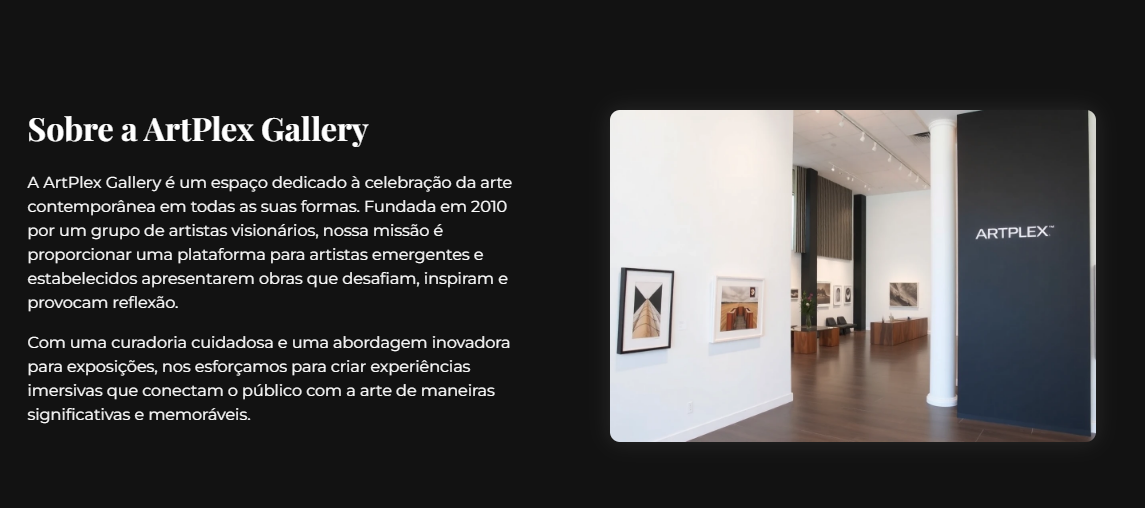 Sobre a ArtPlex Gallery
A ArtPlex Gallery é um espaço dedicado à celebração da arte
contemporânea em todas as suas formas. Fundada em 2010
por um grupo de artistas visionários, nossa missão é
proporcionar uma plataforma para artistas emergentes e
estabelecidos apresentarem obras que desafiam, inspiram e
provocam reflexão.
Com uma curadoria cuidadosa e uma abordagem inovadora
para exposições, nos esforçamos para criar experiências
imersivas que conectam o público com a arte de maneiras
significativas e memoráveis.
ARTPLEX™